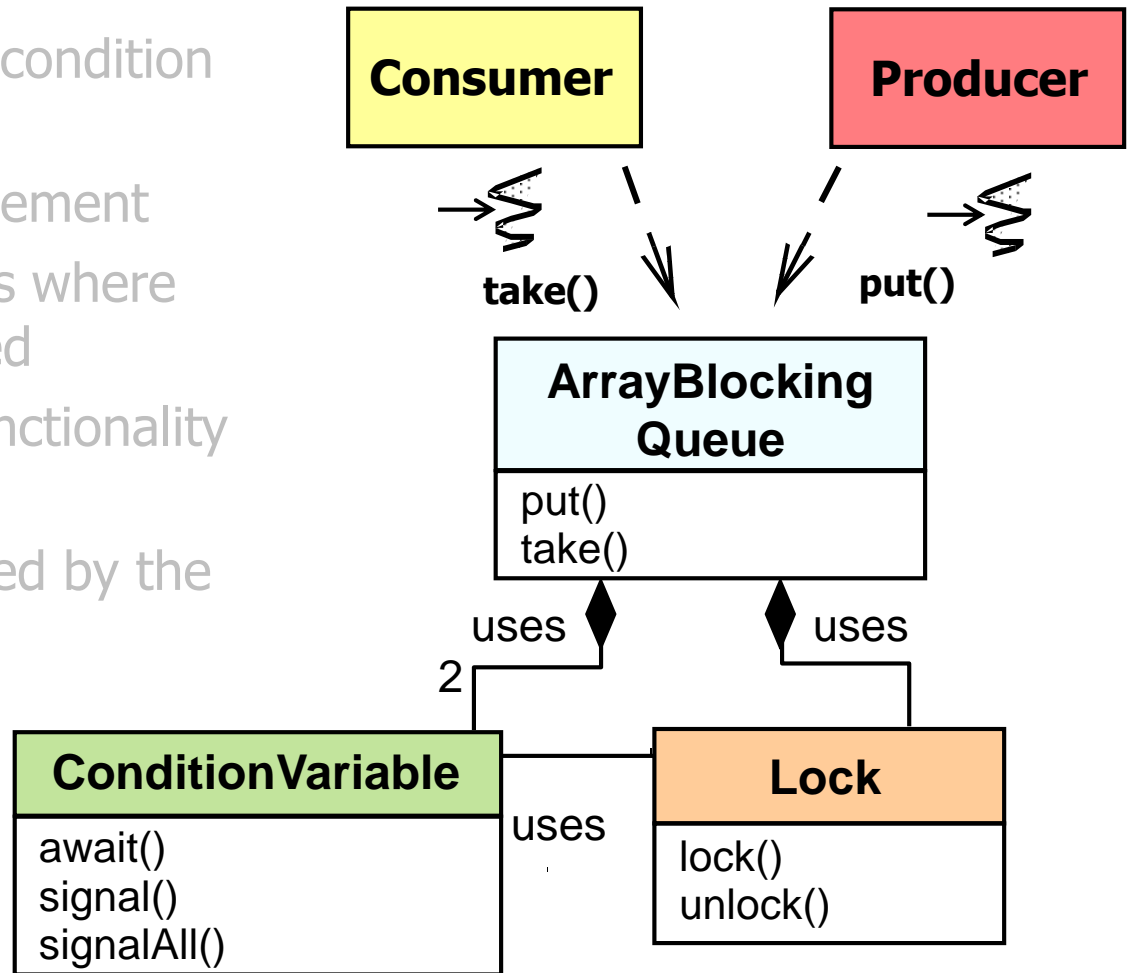 condition
ement
s where
ed
nctionality
ed by the
Consumer
Producer
take()
put()
ArrayBlocking
Queue
put()
take()
uses
uses
2
ConditionVariable
await()
signal()
signalAll()
uses
Lock
lock()
unlock()